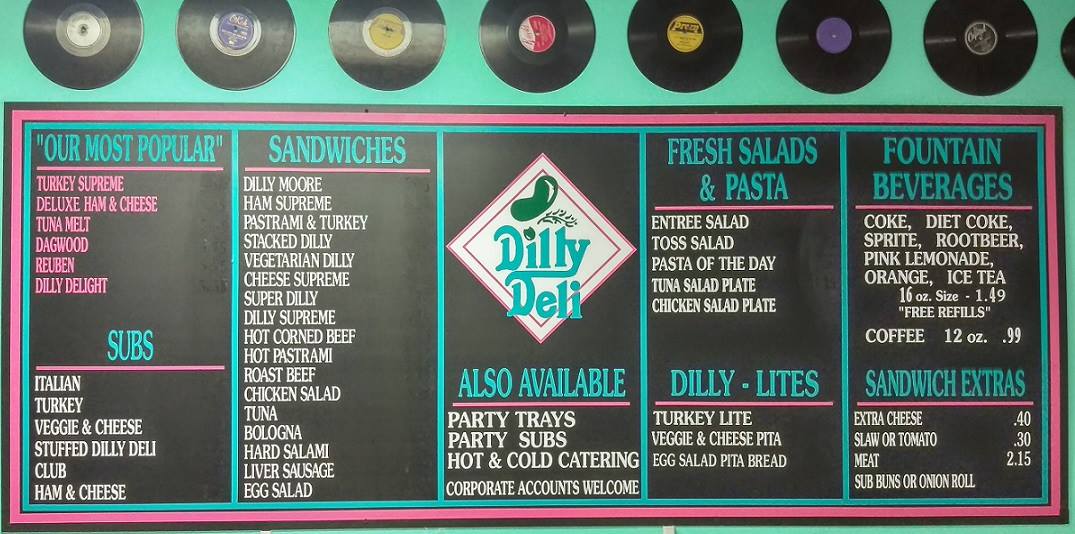 "OUR MOST POPULAR"
TURKEY SUPREME
DELUXE HAM & CHEESE
TUNA MELT
DAGWOOD
REUBEN
DILLY DELIGHT
SUBS
ITALIAN
TURKEY
VEGGIE & CHEESE
STUFFED DILLY DELI
CLUB
HAM & CHEESE
SANDWICHES
DILLY MOORE
HAM SUPREME
PASTRAMI & TURKEY
STACKED DILLY
VEGETARIAN DILLY
CHEESE SUPREME
SUPER DILLY
DILLY SUPREME
HOT CORNED BEEF
HOT PASTRAMI
ROAST BEEF
CHICKEN SALAD
TUNA
BOLOGNA
HARD SALAMI
LIVER SAUSAGE
EGG SALAD
Dilly
Deli
ALSO AVAILABLE
PARTY TRAYS
PARTY SUBS
HOT & COLD CATERING
CORPORATE ACCOUNTS WELCOME
FRESH SALADS
& PASTA
ENTREE SALAD
TOSS SALAD
PASTA OF THE DAY
TUNA SALAD PLATE
CHICKEN SALAD PLATE
DILLY - LITES
TURKEY LITE
VEGGIE & CHEESE PITA
EGG SALAD PITA BREAD
FOUNTAIN
BEVERAGES
COKE, DIET COKE,
SPRITE, ROOTBEER,
PINK LEMONADE,
ORANGE, ICE TEA
16 oz. Size - 1.49
"FREE REFILLS"
COFFEE 12 oz. .99
SANDWICH EXTRAS
EXTRA CHEESE .40
SLAW OR TOMATO .30
MEAT 2.15
SUB BUNS OR ONION ROLL